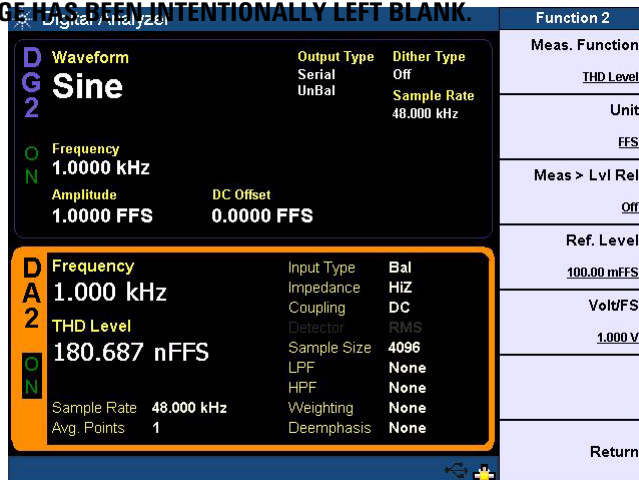 GE HAS BEEN INTENTIONALLY LEFT BLANK.
Digital Analyzer
DG2
ON
Waveform
Sine
Output Type
Serial
UnBal
Dither Type
Off
Sample Rate
48.000 kHz
Frequency
1.0000 kHz
Amplitude
1.0000 FFS
DC Offset
0.0000 FFS
DA2
ON
Frequency
1.000 kHz
THD Level
180.687 nFFS
Sample Rate 48.000 kHz
Avg. Points 1
Input Type Bal
Impedance HiZ
Coupling DC
Detector RMS
Sample Size 4096
LPF None
HPF None
Weighting None
Deemphasis None
Function 2
Meas. Function
THD Level
Unit
FFS
Meas > Lvl Rel
Off
Ref. Level
100.00 mFFS
Volt/FS
1.000 V
Return